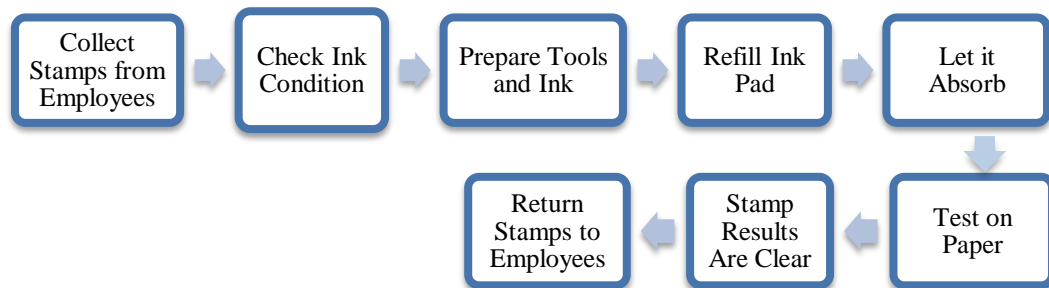 Collect
Stamps from
Employees
Check Ink
Condition
Prepare Tools
and Ink
Refill Ink
Pad
Let it
Absorb
Test on
Paper
Stamp
Results
Are Clear
Return
Stamps to
Employees